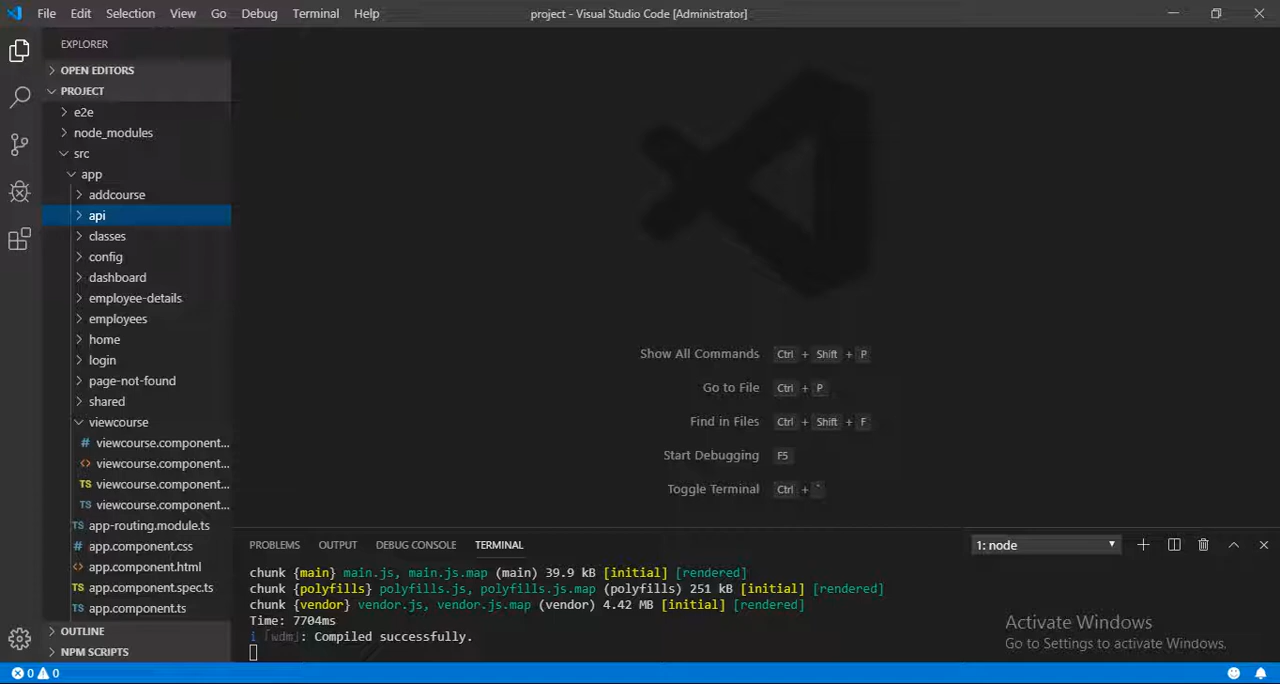 File Edit Selection View Go Debug Terminal Help project - Visual Studio Code [Administrator]
EXPLORER
OPEN EDITORS
PROJECT
e2e
node_modules
src
app
addcourse
api
classes
config
dashboard
employee-details
employees
home
login
page-not-found
shared
viewcourse
# viewcourse.component...
<> viewcourse.component...
TS viewcourse.component...
TS viewcourse.component...
TS app-routing.module.ts
# app.component.css
<> app.component.html
TS app.component.spec.ts
TS app.component.ts
OUTLINE
NPM SCRIPTS
Show All Commands Ctrl + Shift + P
Go to File Ctrl + P
Find in Files Ctrl + Shift + F
Start Debugging F5
Toggle Terminal Ctrl + `
PROBLEMS OUTPUT DEBUG CONSOLE TERMINAL 1: node
chunk {main} main.js, main.js.map (main) 39.9 kB [initial] [rendered]
chunk {polyfills} polyfills.js, polyfills.js.map (polyfills) 251 kB [initial] [rendered]
chunk {vendor} vendor.js, vendor.js.map (vendor) 4.42 MB [initial] [rendered]
Time: 7704ms
i ｢wdm｣: Compiled successfully.
Activate Windows
Go to Settings to activate Windows.
0 0